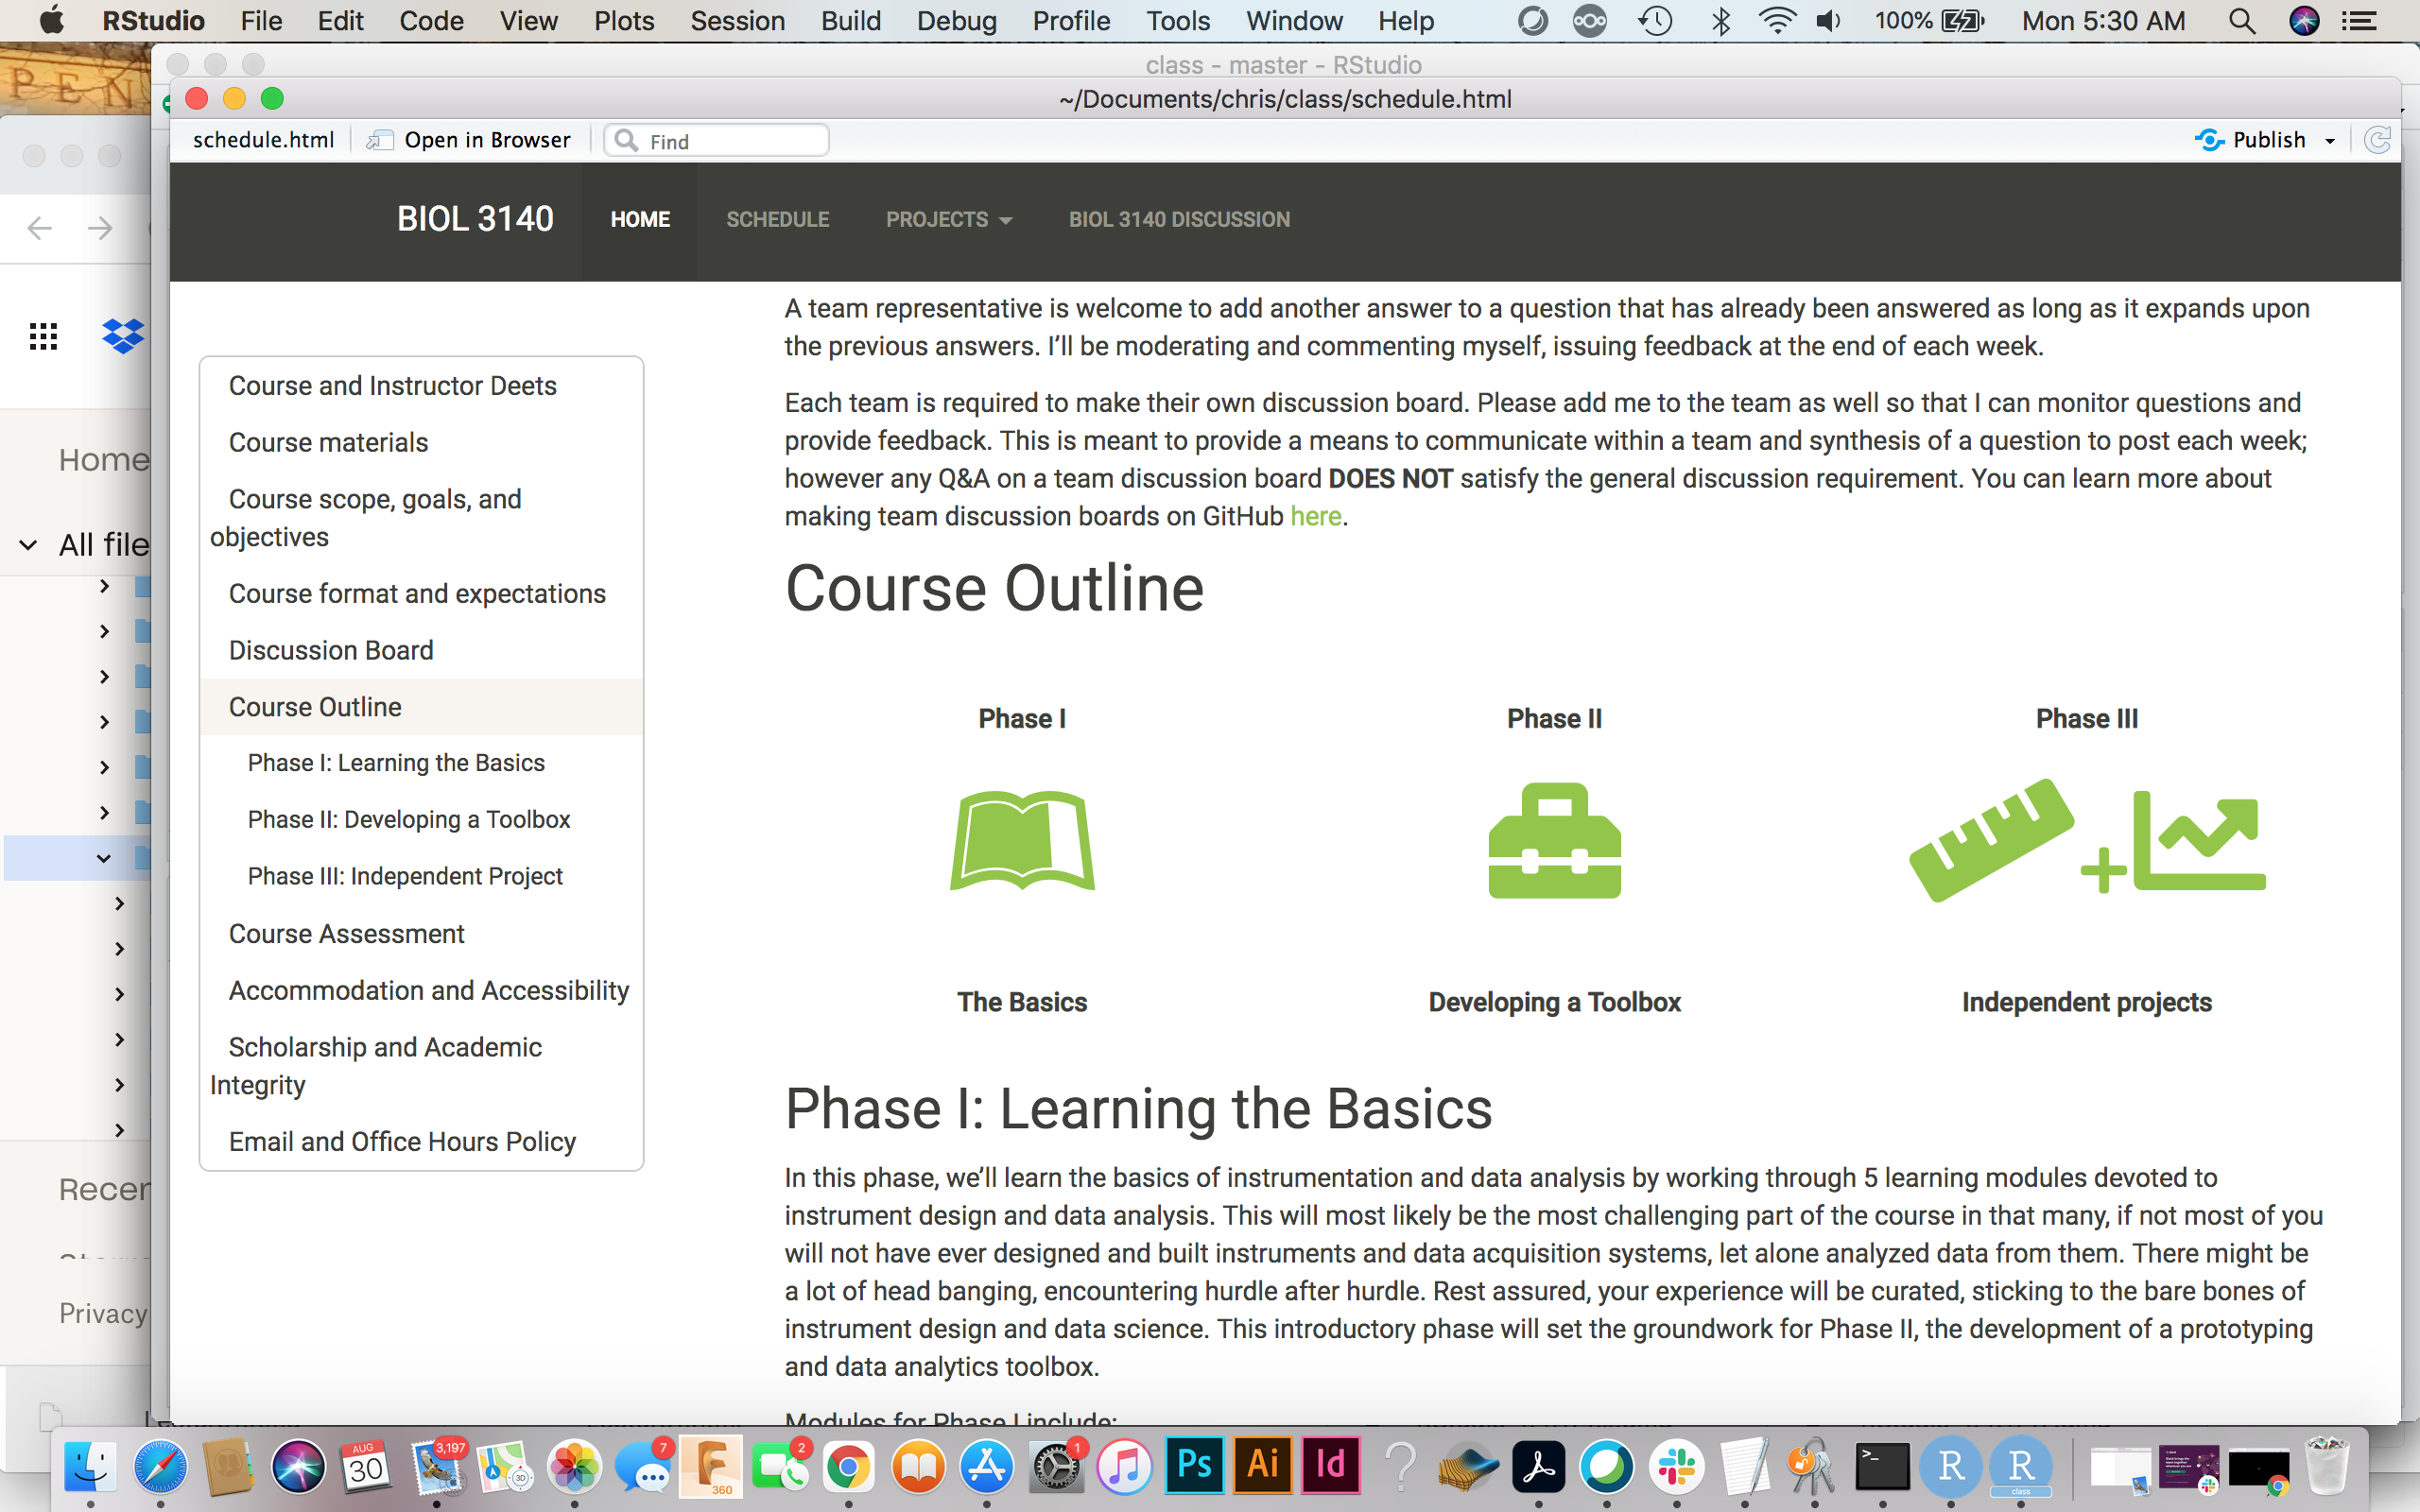 RStudio File Edit Code View Plots Session Build Debug Profile Tools Window Help 100% Mon 5:30 AM
PEN
class - master - RStudio
~/Documents/chris/class/schedule.html
schedule.html Open in Browser Find Publish
BIOL 3140 HOME SCHEDULE PROJECTS BIOL 3140 DISCUSSION
Home
All file
Recer
Privacy
Course and Instructor Deets
Course materials
Course scope, goals, and
objectives
Course format and expectations
Discussion Board
Course Outline
Phase I: Learning the Basics
Phase II: Developing a Toolbox
Phase III: Independent Project
Course Assessment
Accommodation and Accessibility
Scholarship and Academic
Integrity
Email and Office Hours Policy
A team representative is welcome to add another answer to a question that has already been answered as long as it expands upon
the previous answers. I’ll be moderating and commenting myself, issuing feedback at the end of each week.
Each team is required to make their own discussion board. Please add me to the team as well so that I can monitor questions and
provide feedback. This is meant to provide a means to communicate within a team and synthesis of a question to post each week;
however any Q&A on a team discussion board DOES NOT satisfy the general discussion requirement. You can learn more about
making team discussion boards on GitHub here.
Course Outline
Phase I Phase II Phase III
The Basics Developing a Toolbox Independent projects
Phase I: Learning the Basics
In this phase, we’ll learn the basics of instrumentation and data analysis by working through 5 learning modules devoted to
instrument design and data analysis. This will most likely be the most challenging part of the course in that many, if not most of you
will not have ever designed and built instruments and data acquisition systems, let alone analyzed data from them. There might be
a lot of head banging, encountering hurdle after hurdle. Rest assured, your experience will be curated, sticking to the bare bones of
instrument design and data science. This introductory phase will set the groundwork for Phase II, the development of a prototyping
and data analytics toolbox.
Modules for Phase I include:
AUG
30
3,197
3D
7
F
360
2
1
Ps
Ai
Id
?
>_
R
R
class